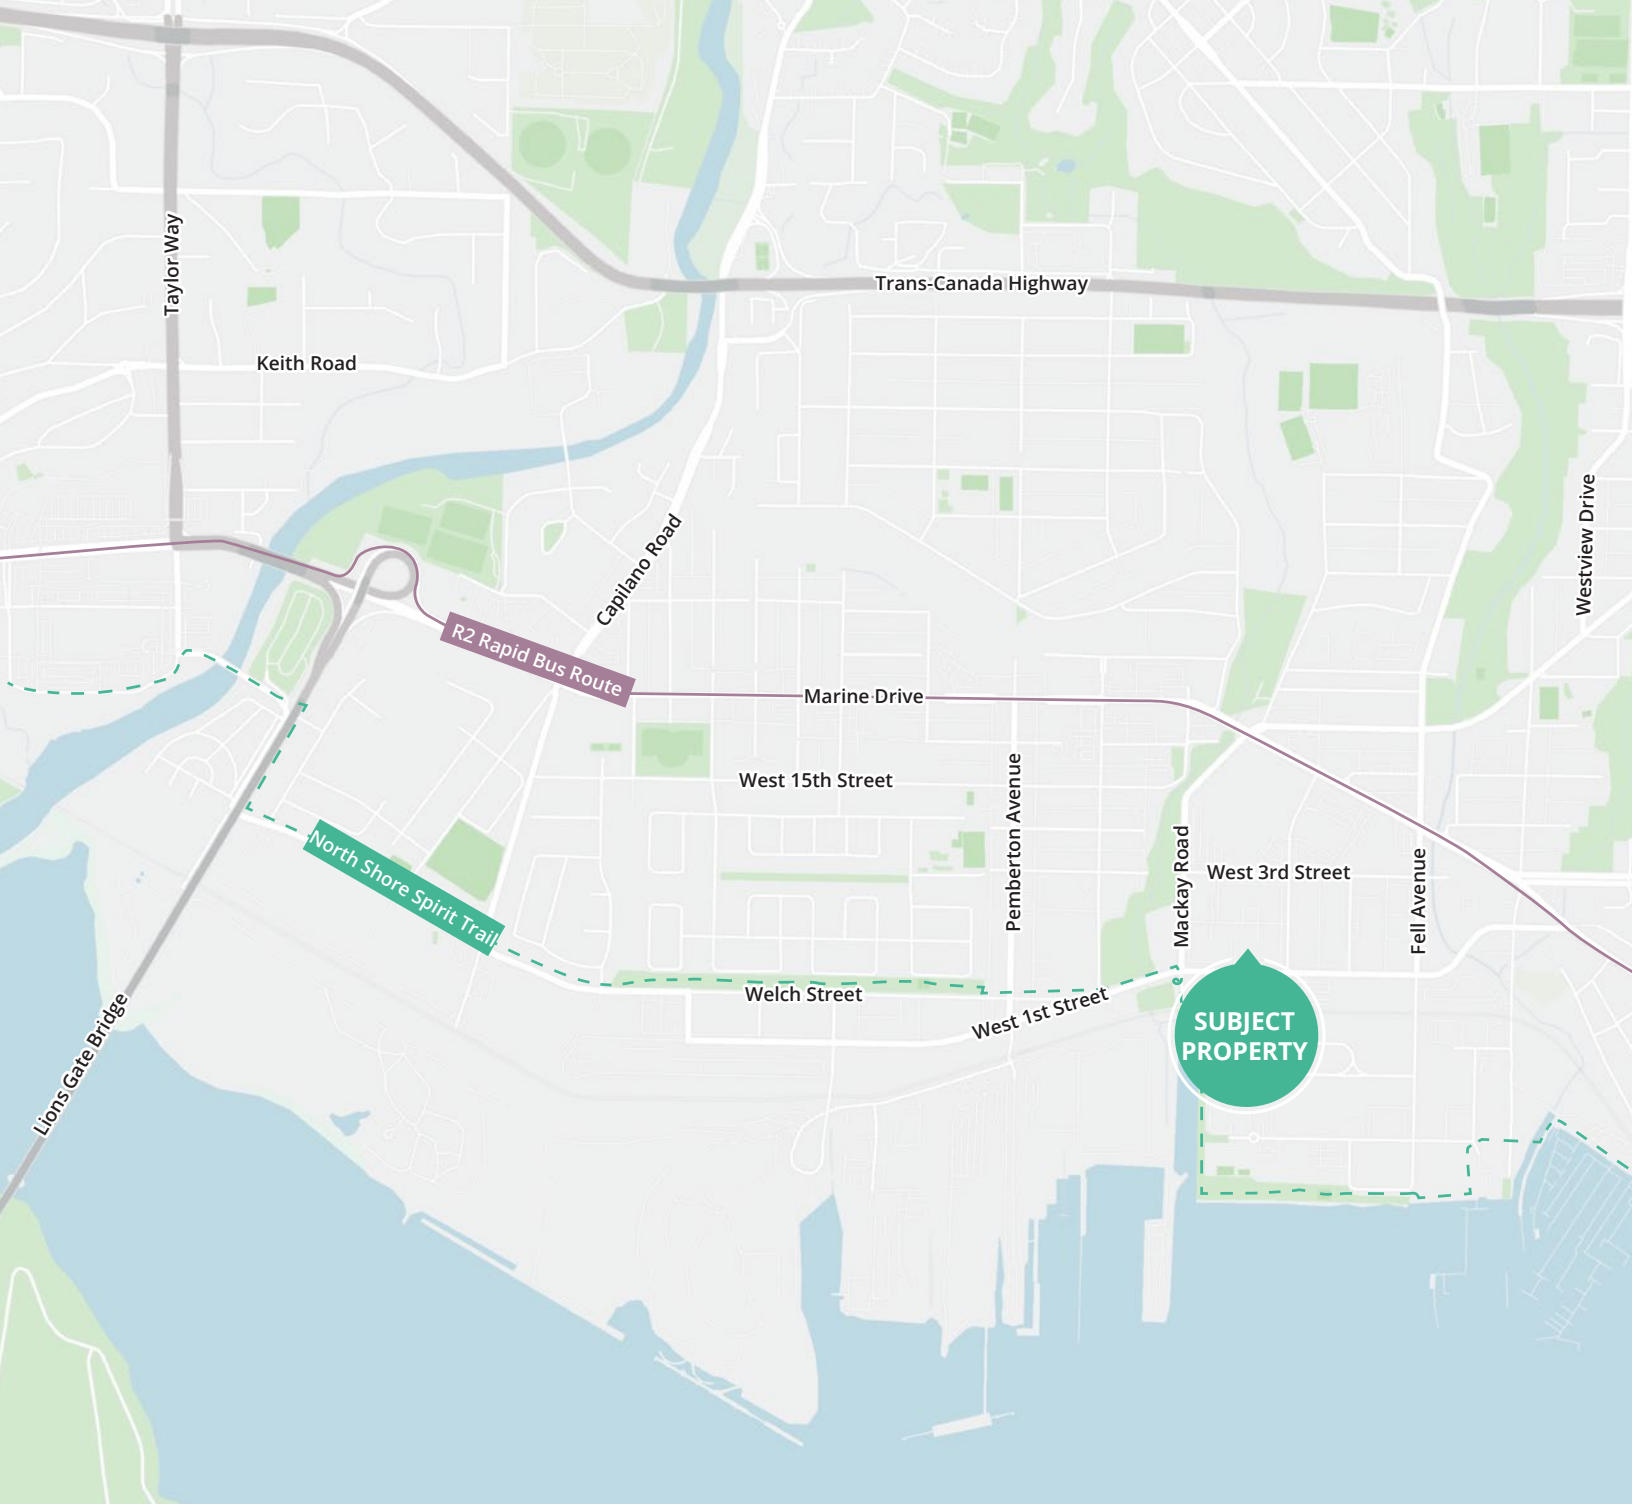 Taylor Way
Trans-Canada Highway
Keith Road
Capilano Road
Westview Drive
R2 Rapid Bus Route
Marine Drive
West 15th Street
Pemberton Avenue
Mackay Road
West 3rd Street
Fell Avenue
North Shore Spirit Trail
Welch Street
West 1st Street
SUBJECT
PROPERTY
Lions Gate Bridge